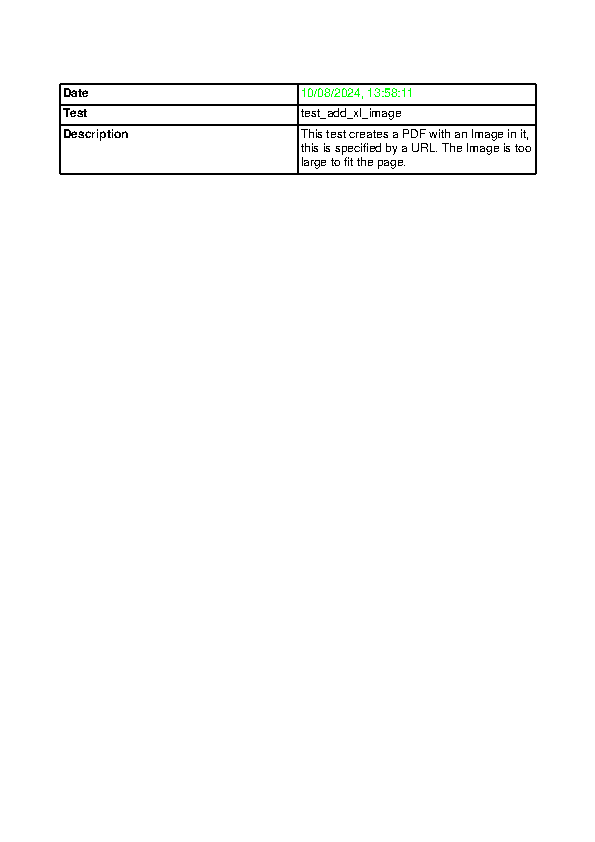 Date 10/08/2024, 13:58:11
Test test_add_xl_image
Description This test creates a PDF with an Image in it,
this is specified by a URL. The Image is too
large to fit the page.